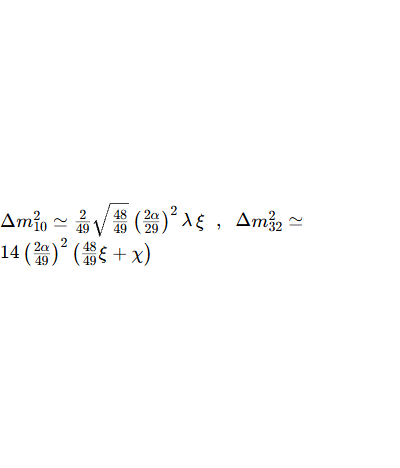 Δm²₁₀ ≃ 2/49 √(48/49) (2α/29)² λ ξ , Δm²₃₂ ≃
14 (2α/49)² (48/49 ξ + χ)